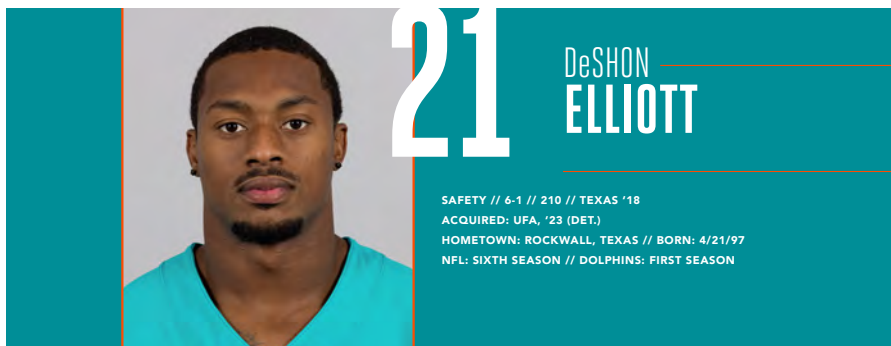 21
DeSHON
ELLIOTT
SAFETY // 6-1 // 210 // TEXAS ‘18
ACQUIRED: UFA, ‘23 (DET.)
HOMETOWN: ROCKWALL, TEXAS // BORN: 4/21/97
NFL: SIXTH SEASON // DOLPHINS: FIRST SEASON